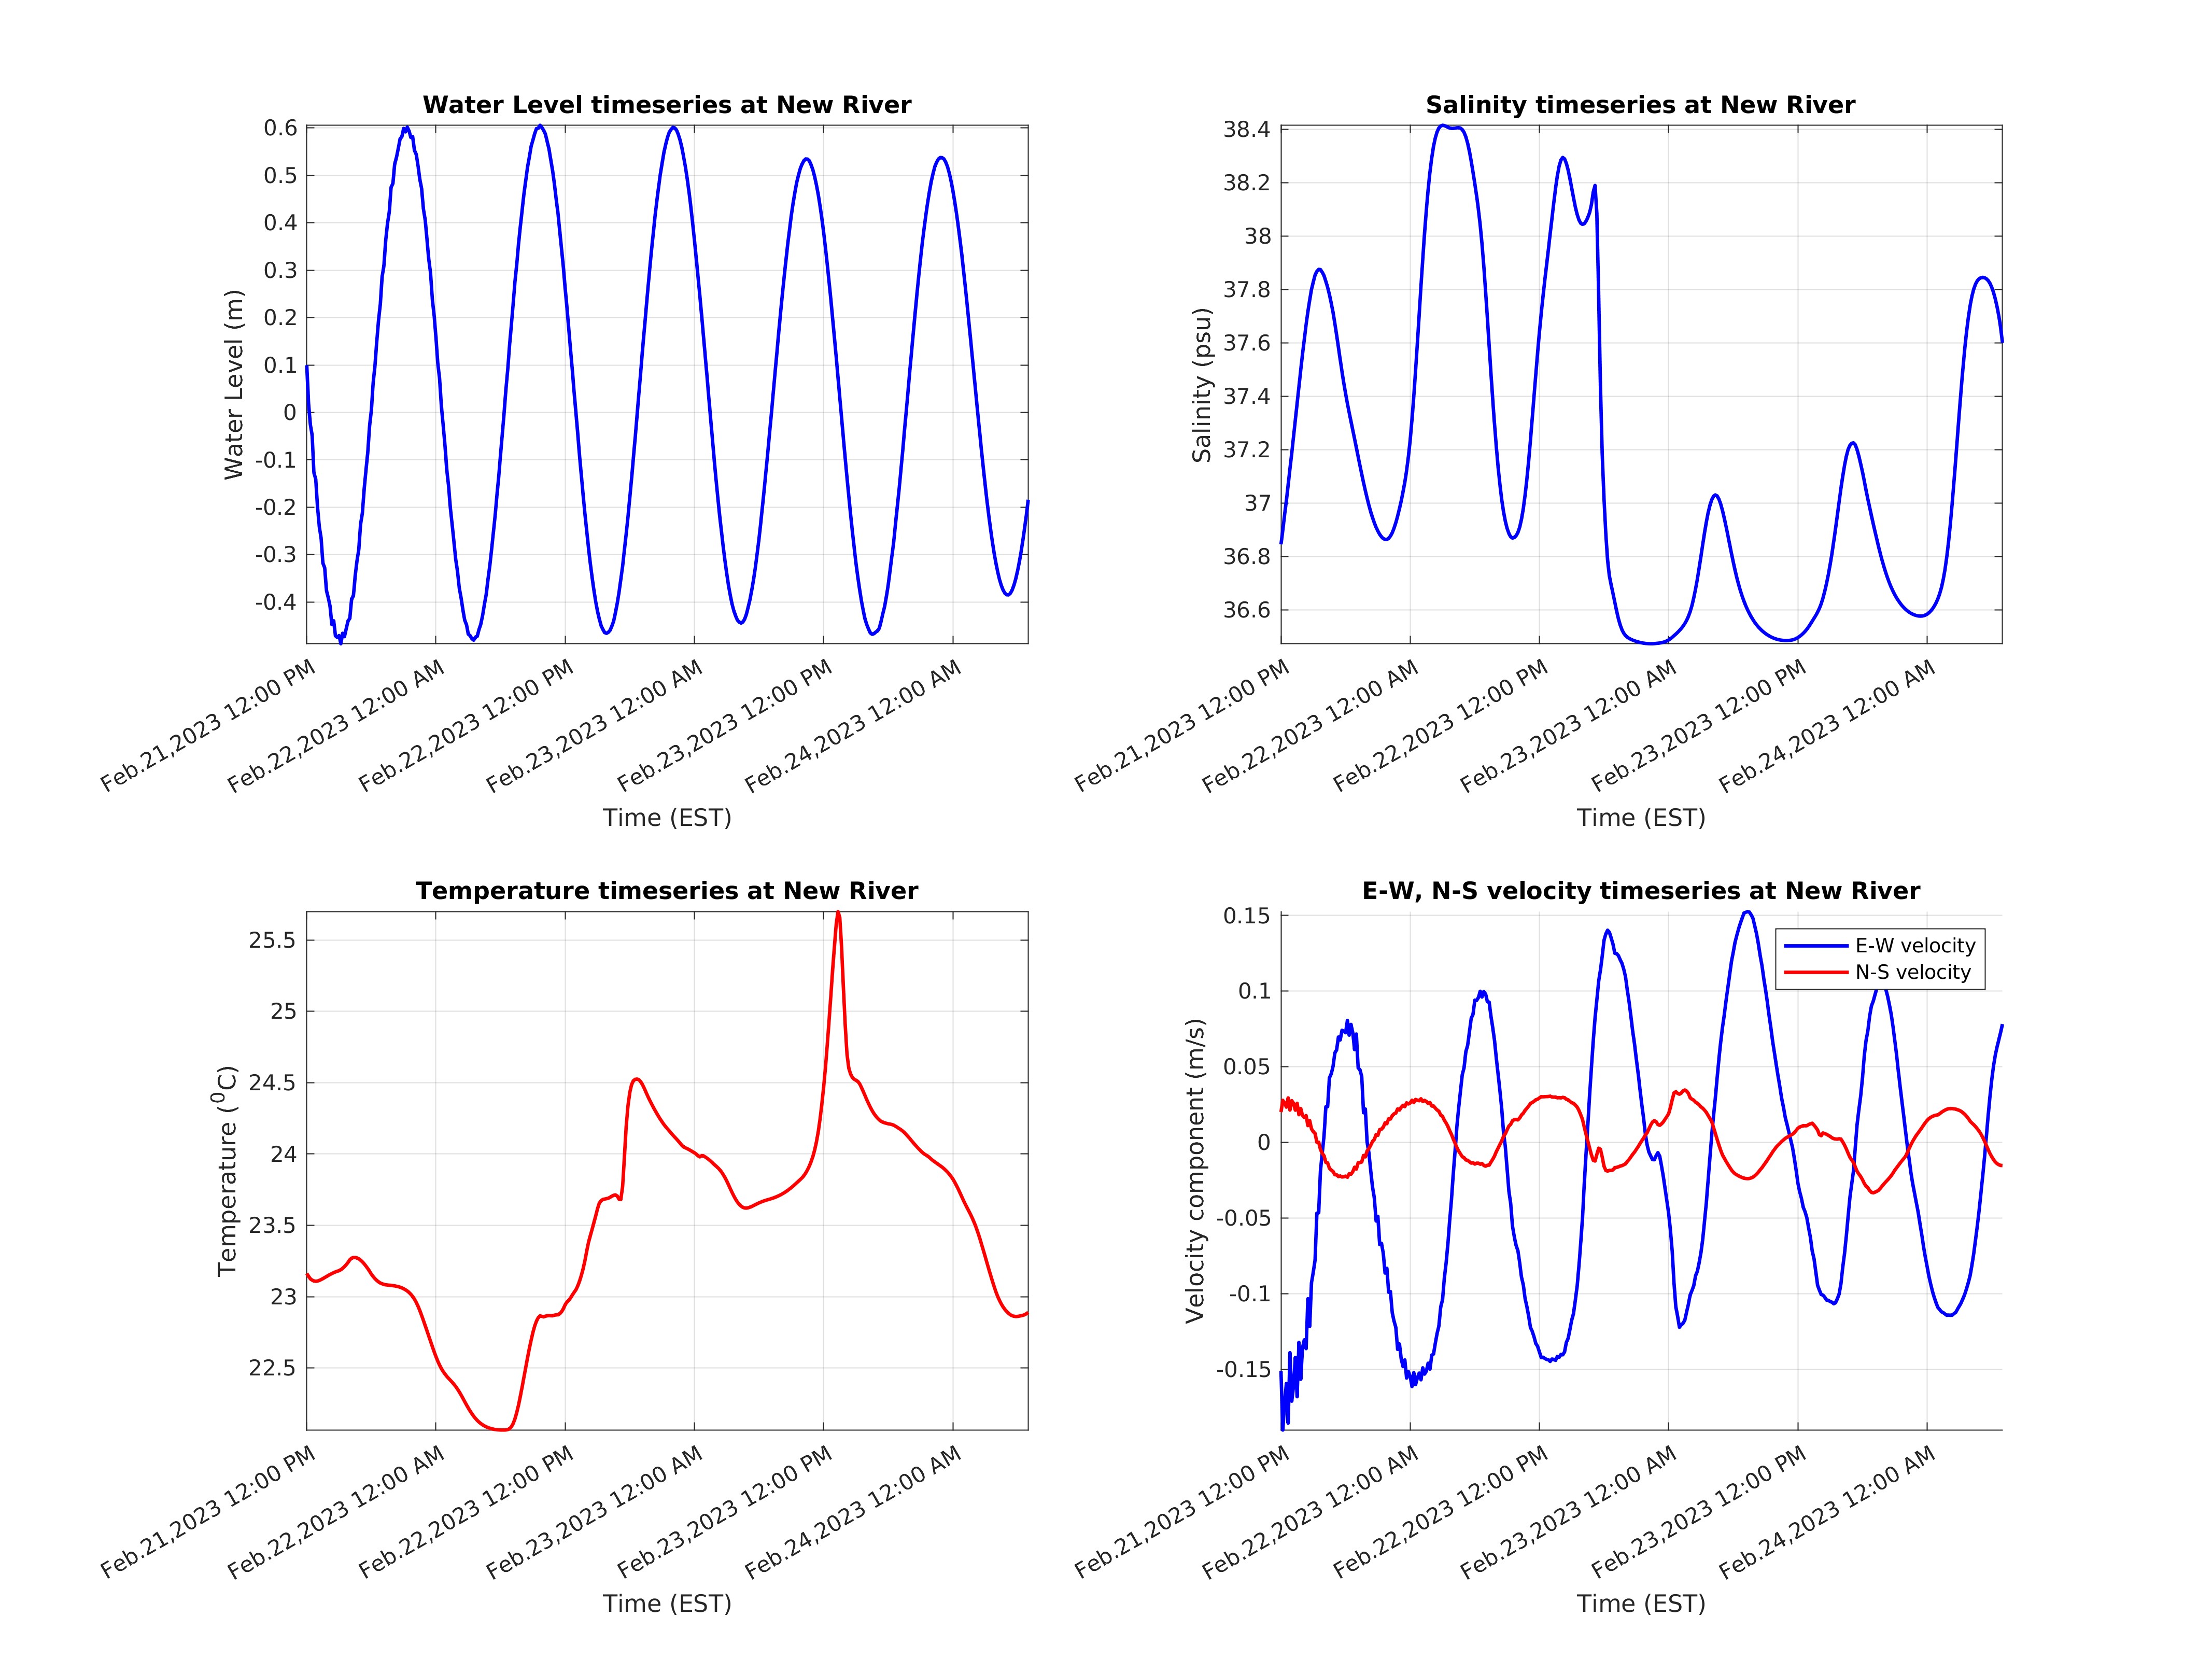 Water Level timeseries at New River
0.6
0.5
0.4
0.3
0.2
0.1
0
-0.1
-0.2
-0.3
-0.4
Water Level (m)
Feb.21,2023 12:00 PM
Feb.22,2023 12:00 AM
Feb.22,2023 12:00 PM
Feb.23,2023 12:00 AM
Feb.23,2023 12:00 PM
Feb.24,2023 12:00 AM
Time (EST)
Salinity timeseries at New River
38.4
38.2
38
37.8
37.6
37.4
37.2
37
36.8
36.6
Salinity (psu)
Feb.21,2023 12:00 PM
Feb.22,2023 12:00 AM
Feb.22,2023 12:00 PM
Feb.23,2023 12:00 AM
Feb.23,2023 12:00 PM
Feb.24,2023 12:00 AM
Time (EST)
Temperature timeseries at New River
25.5
25
24.5
24
23.5
23
22.5
Temperature (⁰C)
Feb.21,2023 12:00 PM
Feb.22,2023 12:00 AM
Feb.22,2023 12:00 PM
Feb.23,2023 12:00 AM
Feb.23,2023 12:00 PM
Feb.24,2023 12:00 AM
Time (EST)
E-W, N-S velocity timeseries at New River
0.15
0.1
0.05
0
-0.05
-0.1
-0.15
Velocity component (m/s)
E-W velocity
N-S velocity
Feb.21,2023 12:00 PM
Feb.22,2023 12:00 AM
Feb.22,2023 12:00 PM
Feb.23,2023 12:00 AM
Feb.23,2023 12:00 PM
Feb.24,2023 12:00 AM
Time (EST)